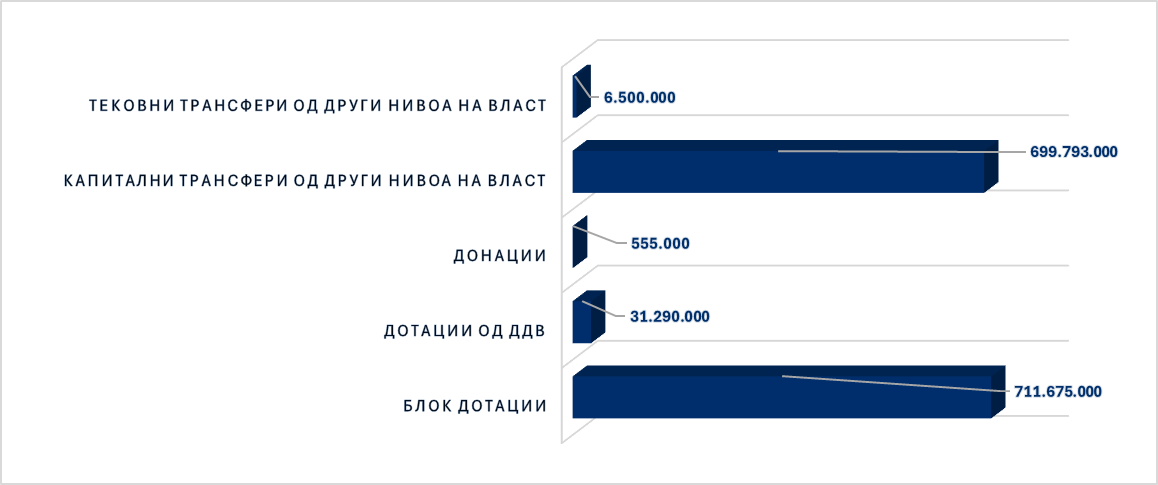 ТЕКОВНИ ТРАНСФЕРИ ОД ДРУГИ НИВОА НА ВЛАСТ 6.500.000
КАПИТАЛНИ ТРАНСФЕРИ ОД ДРУГИ НИВОА НА ВЛАСТ 699.793.000
ДОНАЦИИ 555.000
ДОТАЦИИ ОД ДДВ 31.290.000
БЛОК ДОТАЦИИ 711.675.000